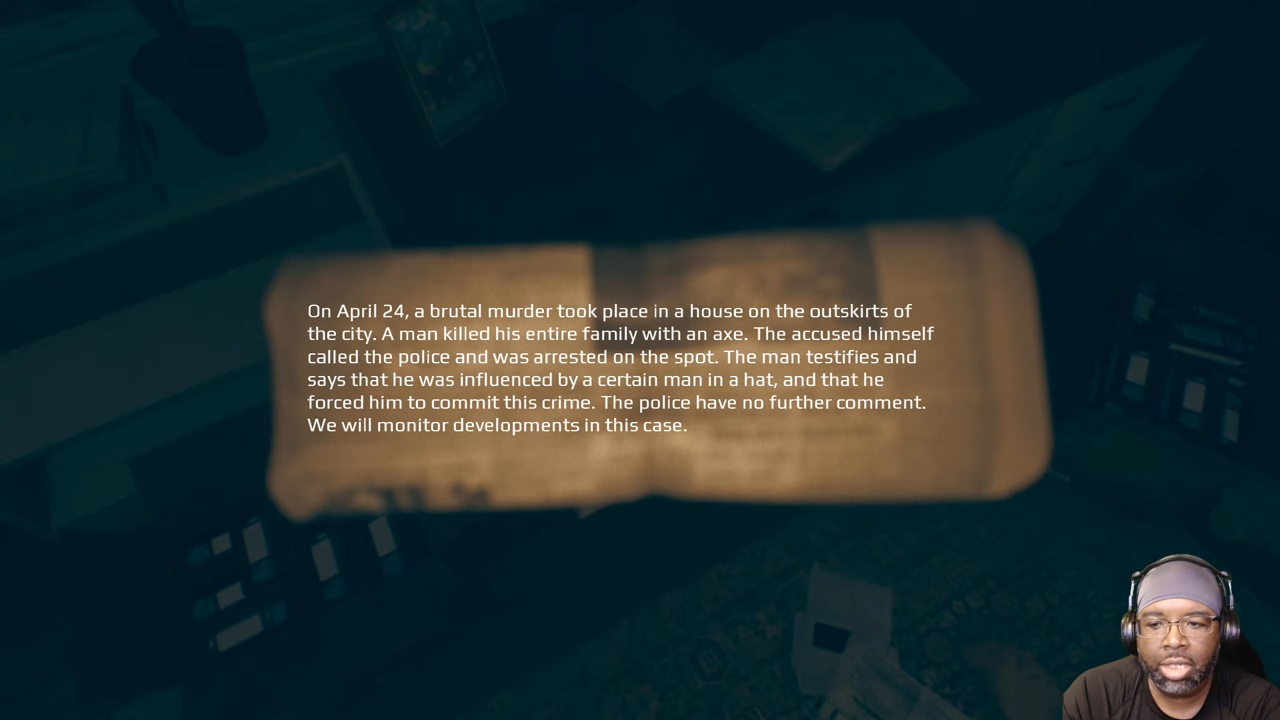 On April 24, a brutal murder took place in a house on the outskirts of
the city. A man killed his entire family with an axe. The accused himself
called the police and was arrested on the spot. The man testifies and
says that he was influenced by a certain man in a hat, and that he
forced him to commit this crime. The police have no further comment.
We will monitor developments in this case.